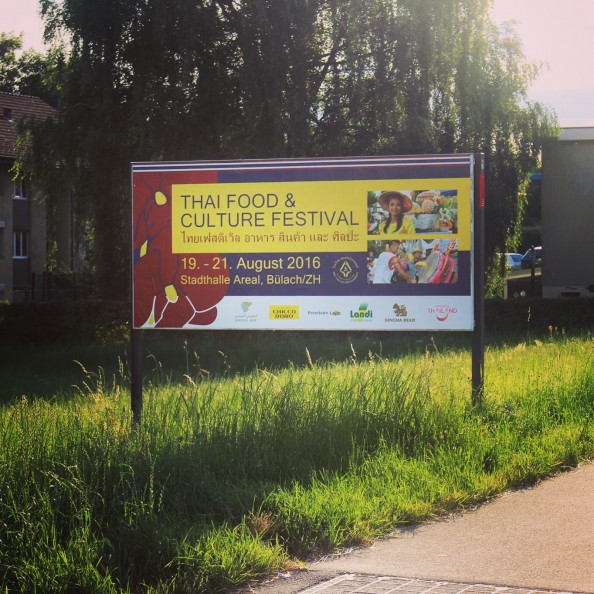 THAI FOOD &
CULTURE FESTIVAL
ไทยเฟสติเวิล อาหาร สินค้า และ ศิลปะ
19. - 21. August 2016
Stadthalle Areal, Bülach/ZH
CHICCO
D'ORO
Landi
SINGHA BEER
THAILAND